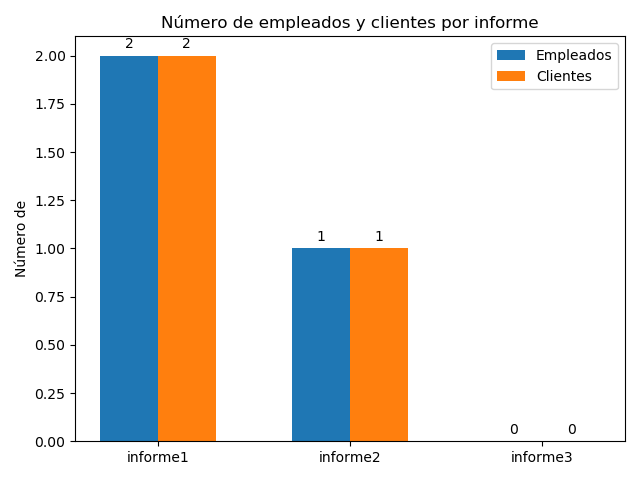 Número de empleados y clientes por informe
Empleados
Clientes
Número de
2.00
1.75
1.50
1.25
1.00
0.75
0.50
0.25
0.00
2 2
1 1
0 0
informe1 informe2 informe3